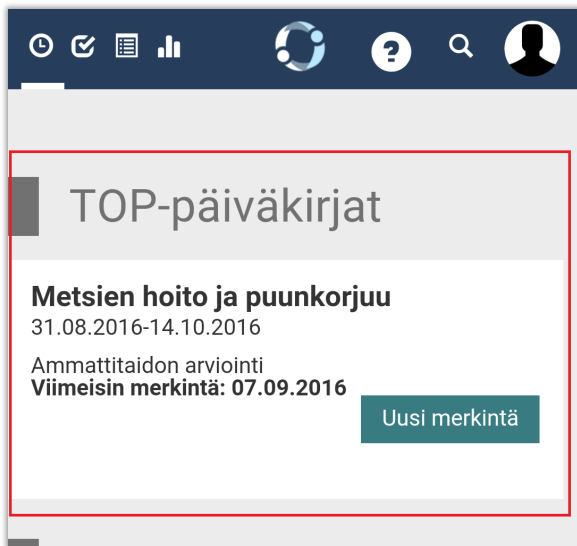 TOP-päiväkirjat
Metsien hoito ja puunkorjuu
31.08.2016-14.10.2016
Ammattitaidon arviointi
Viimeisin merkintä: 07.09.2016
Uusi merkintä